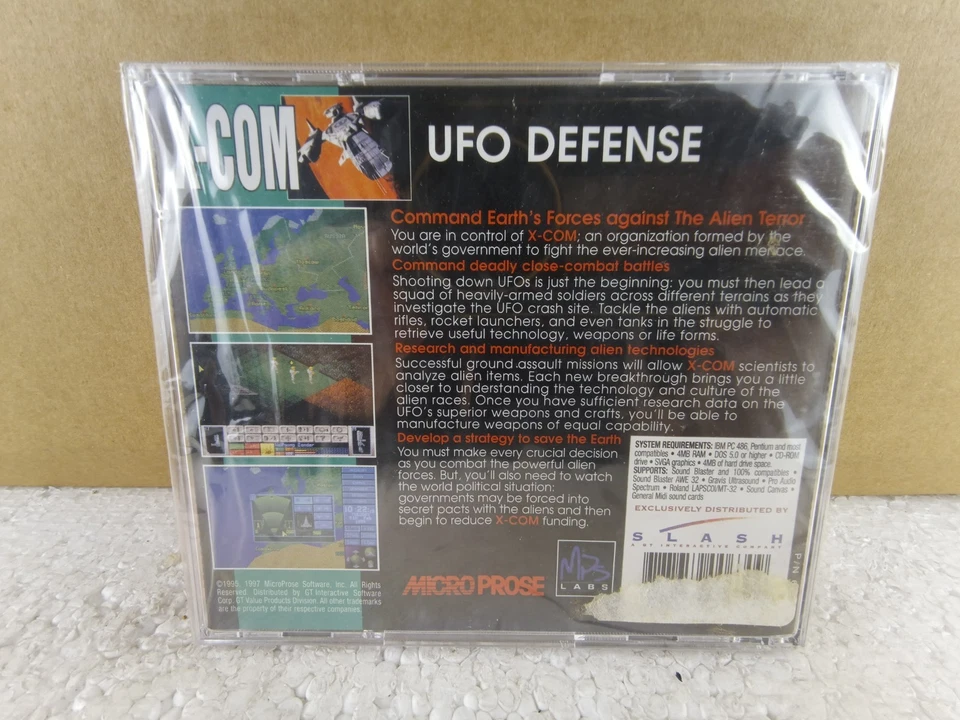 -COM
UFO DEFENSE
Command Earth's Forces against The Alien Terror
You are in control of X-COM; an organization formed by the
world's government to fight the ever-increasing alien menace.
Command deadly close-combat battles
Shooting down UFOs is just the beginning: you must then lead a
squad of heavily-armed soldiers across different terrains as they
investigate the UFO crash site. Tackle the aliens with automatic
rifles, rocket launchers, and even tanks in the struggle to
retrieve useful technology, weapons or life forms.
Research and manufacturing alien technologies
Successful ground assault missions will allow X-COM scientists to
analyze alien items. Each new breakthrough brings you a little
closer to understanding the technology and culture of the
alien races. Once you have sufficient research data on the
UFO's superior weapons and crafts, you'll be able to
manufacture weapons of equal capability.
Develop a strategy to save the Earth
You must make every crucial decision
as you combat the powerful alien
forces. But, you'll also need to watch
the world political situation:
governments may be forced into
secret pacts with the aliens and then
begin to reduce X-COM funding.
SYSTEM REQUIREMENTS: IBM PC 486, Pentium and most
compatibles • 4MB RAM • DOS 5.0 or higher • CD-ROM
drive • SVGA graphics • 4MB of hard drive space.
SUPPORTS: Sound Blaster and 100% compatibles •
Sound Blaster AWE 32 • Gravis Ultrasound • Pro Audio
Spectrum • Roland LAPSCO/MT-32 • Sound Canvas •
General Midi sound cards
EXCLUSIVELY DISTRIBUTED BY
SLASH
A GT INTERACTIVE COMPANY
P/N
MICROPROSE
MPS
LABS
©1995, 1997 MicroProse Software, Inc. All Rights
Reserved. Distributed by GT Interactive Software
Corp. GT Value Products Division. All other trademarks
are the property of their respective companies.